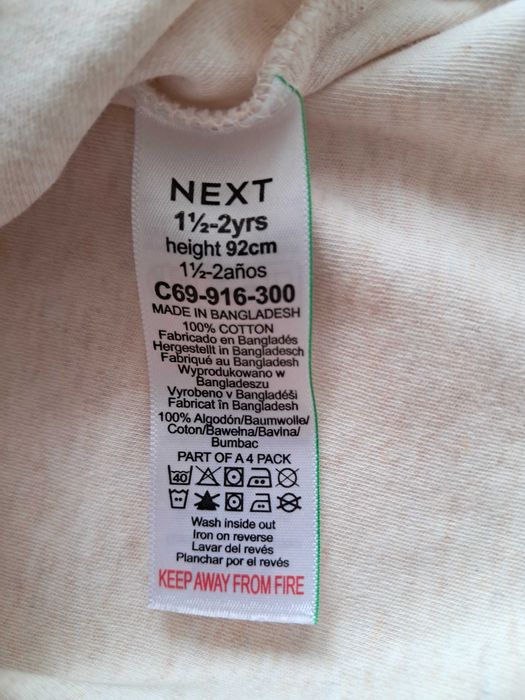 NEXT
1½-2yrs
height 92cm
1½-2años
C69-916-300
MADE IN BANGLADESH
100% COTTON
Fabricado en Bangladés
Hergestellt in Bangladesch
Fabriqué au Bangladesh
Wyprodukowano w
Bangladeszu
Vyrobeno v Bangladéši
Fabricat în Bangladesh
100% Algodón/Baumwolle/
Coton/Bawełna/Bavlna/
Bumbac
PART OF A 4 PACK
40
Wash inside out
Iron on reverse
Lavar del revés
Planchar por el revés
KEEP AWAY FROM FIRE